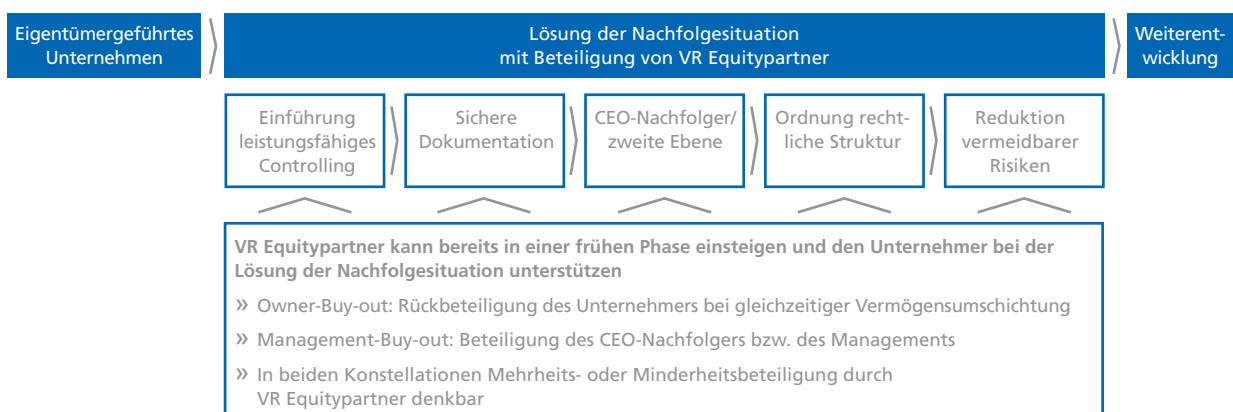 Eigentümergeführtes
Unternehmen
Lösung der Nachfolgesituation
mit Beteiligung von VR Equitypartner
Weiterent-
wicklung
Einführung
leistungsfähiges
Controlling
Sichere
Dokumentation
CEO-Nachfolger/
zweite Ebene
Ordnung recht-
liche Struktur
Reduktion
vermeidbarer
Risiken
VR Equitypartner kann bereits in einer frühen Phase einsteigen und den Unternehmer bei der
Lösung der Nachfolgesituation unterstützen
» Owner-Buy-out: Rückbeteiligung des Unternehmers bei gleichzeitiger Vermögensumschichtung
» Management-Buy-out: Beteiligung des CEO-Nachfolgers bzw. des Managements
» In beiden Konstellationen Mehrheits- oder Minderheitsbeteiligung durch
VR Equitypartner denkbar